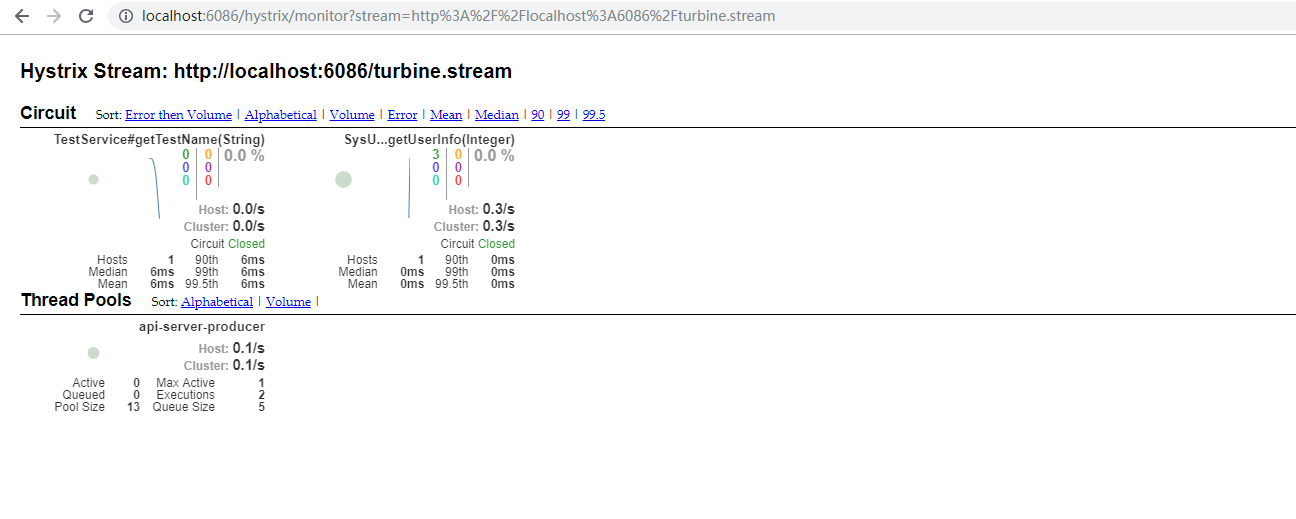 localhost:6086/hystrix/monitor?stream=http%3A%2F%2Flocalhost%3A6086%2Fturbine.stream
Hystrix Stream: http://localhost:6086/turbine.stream
Circuit Sort: Error then Volume | Alphabetical | Volume | Error | Mean | Median | 90 | 99 | 99.5
TestService#getTestName(String)
0 0 0.0 %
0 0
0 0
Host: 0.0/s
Cluster: 0.0/s
Circuit Closed
Hosts 1 90th 6ms
Median 6ms 99th 6ms
Mean 6ms 99.5th 6ms
SysU...getUserInfo(Integer)
3 0 0.0 %
0 0
0 0
Host: 0.3/s
Cluster: 0.3/s
Circuit Closed
Hosts 1 90th 0ms
Median 0ms 99th 0ms
Mean 0ms 99.5th 0ms
Thread Pools Sort: Alphabetical | Volume |
api-server-producer
Host: 0.1/s
Cluster: 0.1/s
Active 0 Max Active 1
Queued 0 Executions 2
Pool Size 13 Queue Size 5